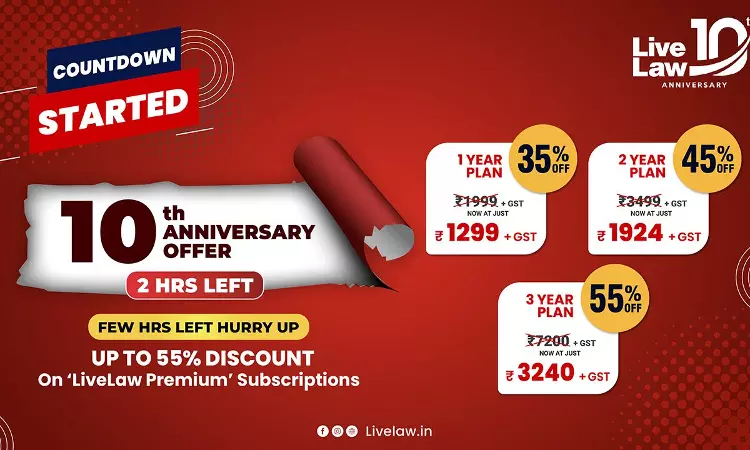 COUNTDOWN
STARTED
Live
Law
10th
ANNIVERSARY
10th
ANNIVERSARY
OFFER
2 HRS LEFT
FEW HRS LEFT HURRY UP
UP TO 55% DISCOUNT
On ‘LiveLaw Premium’ Subscriptions
1 YEAR
PLAN
35% OFF
₹1999 + GST
NOW AT JUST
₹ 1299 + GST
2 YEAR
PLAN
45% OFF
₹3499 + GST
NOW AT JUST
₹ 1924 + GST
3 YEAR
PLAN
55% OFF
₹7200 + GST
NOW AT JUST
₹ 3240 + GST
Livelaw.in